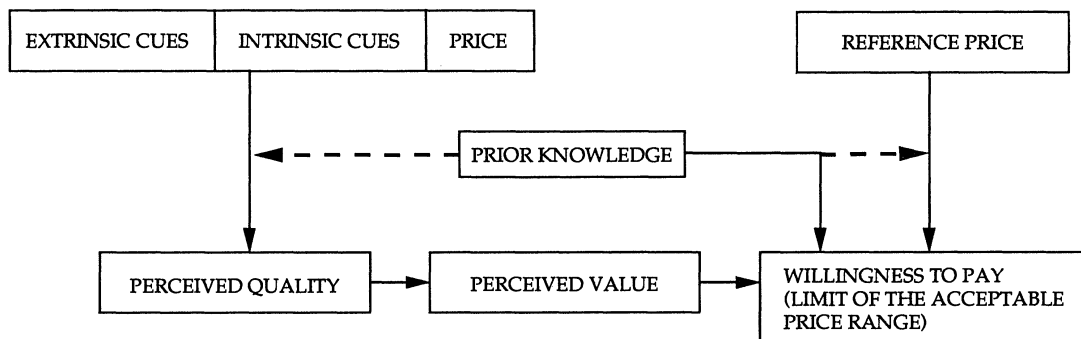 EXTRINSIC CUES
INTRINSIC CUES
PRICE
REFERENCE PRICE
PRIOR KNOWLEDGE
PERCEIVED QUALITY
PERCEIVED VALUE
WILLINGNESS TO PAY
(LIMIT OF THE ACCEPTABLE
PRICE RANGE)